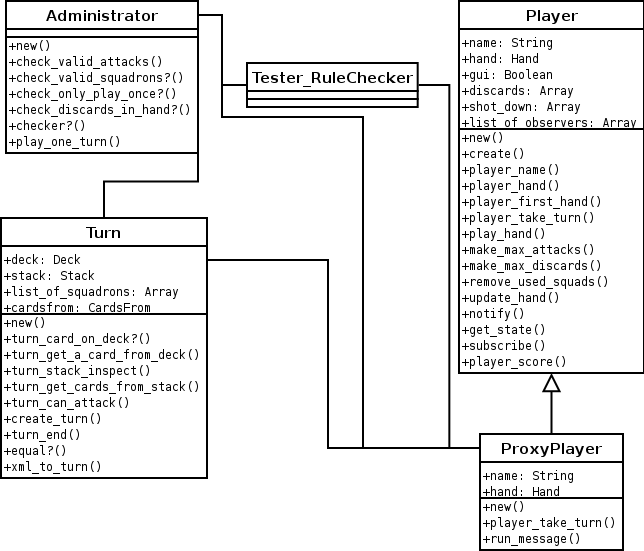 Administrator
+new()
+check_valid_attacks()
+check_valid_squadrons?()
+check_only_play_once?()
+check_discards_in_hand?()
+checker?()
+play_one_turn()
Tester_RuleChecker
Player
+name: String
+hand: Hand
+gui: Boolean
+discards: Array
+shot_down: Array
+list_of_observers: Array
+new()
+create()
+player_name()
+player_hand()
+player_first_hand()
+player_take_turn()
+play_hand()
+make_max_attacks()
+make_max_discards()
+remove_used_squads()
+update_hand()
+notify()
+get_state()
+subscribe()
+player_score()
Turn
+deck: Deck
+stack: Stack
+list_of_squadrons: Array
+cardsfrom: CardsFrom
+new()
+turn_card_on_deck?()
+turn_get_a_card_from_deck()
+turn_stack_inspect()
+turn_get_cards_from_stack()
+turn_can_attack()
+create_turn()
+turn_end()
+equal?()
+xml_to_turn()
ProxyPlayer
+name: String
+hand: Hand
+new()
+player_take_turn()
+run_message()